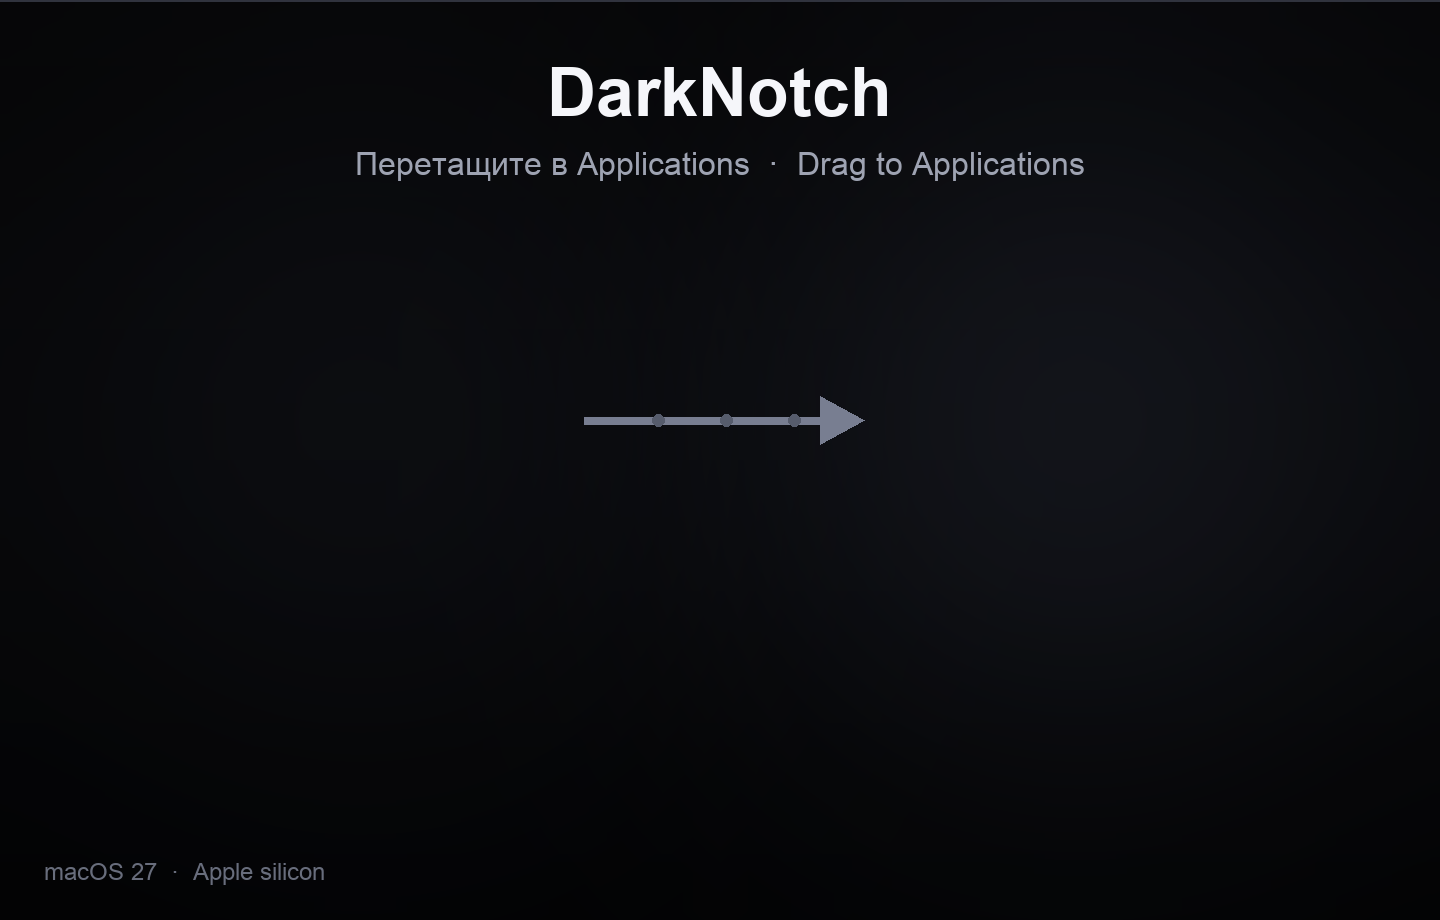 DarkNotch
Перетащите в Applications · Drag to Applications
macOS 27 · Apple silicon